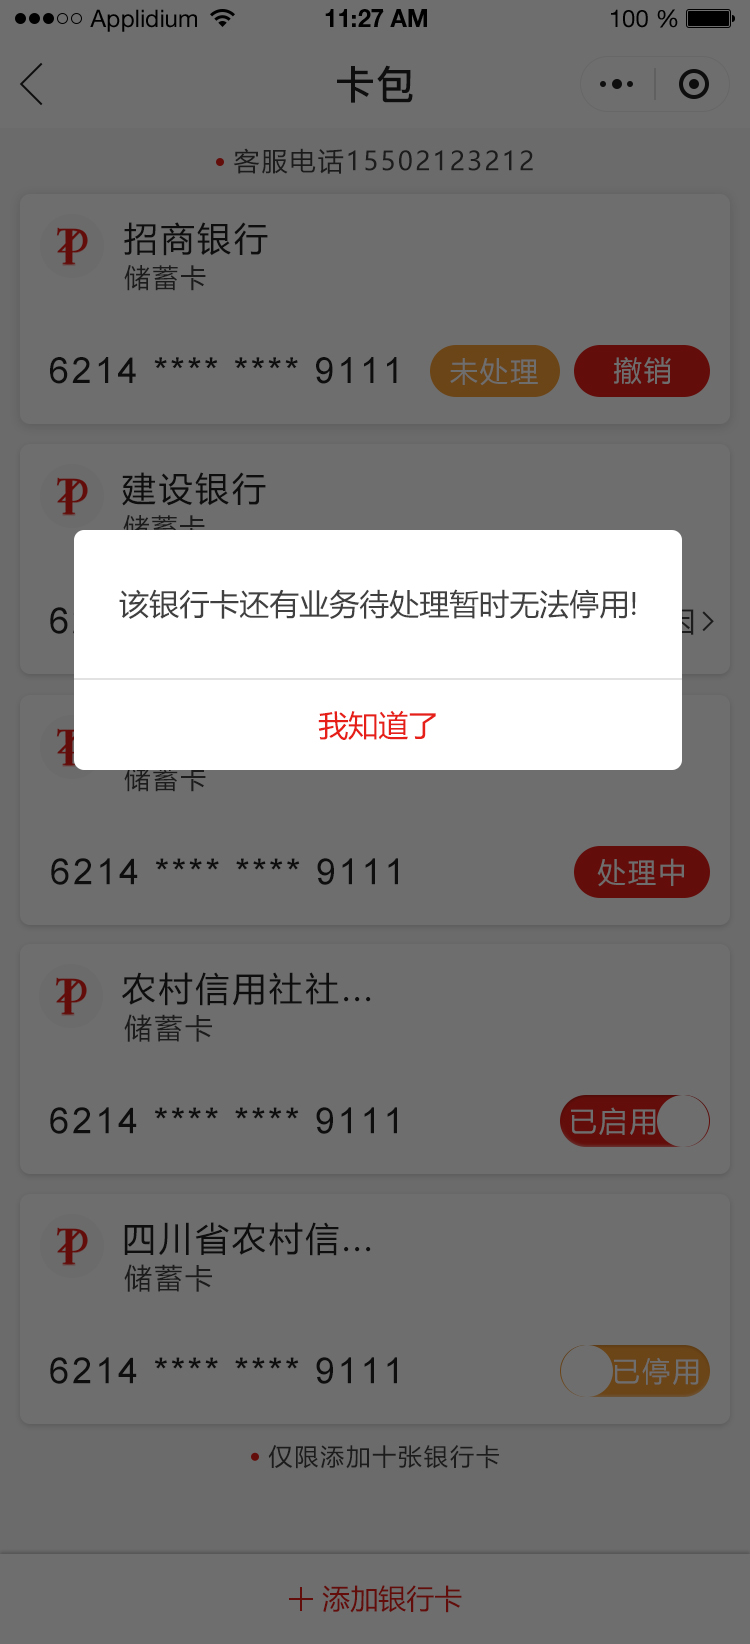 Applidium 11:27 AM 100 %
卡包
客服电话15502123212
招商银行
储蓄卡
6214 **** **** 9111 未处理 撤销
建设银行
储蓄卡
该银行卡还有业务待处理暂时无法停用!
6
我知道了
储蓄卡
6214 **** **** 9111 处理中
农村信用社社...
储蓄卡
6214 **** **** 9111 已启用
四川省农村信...
储蓄卡
6214 **** **** 9111 已停用
仅限添加十张银行卡
添加银行卡